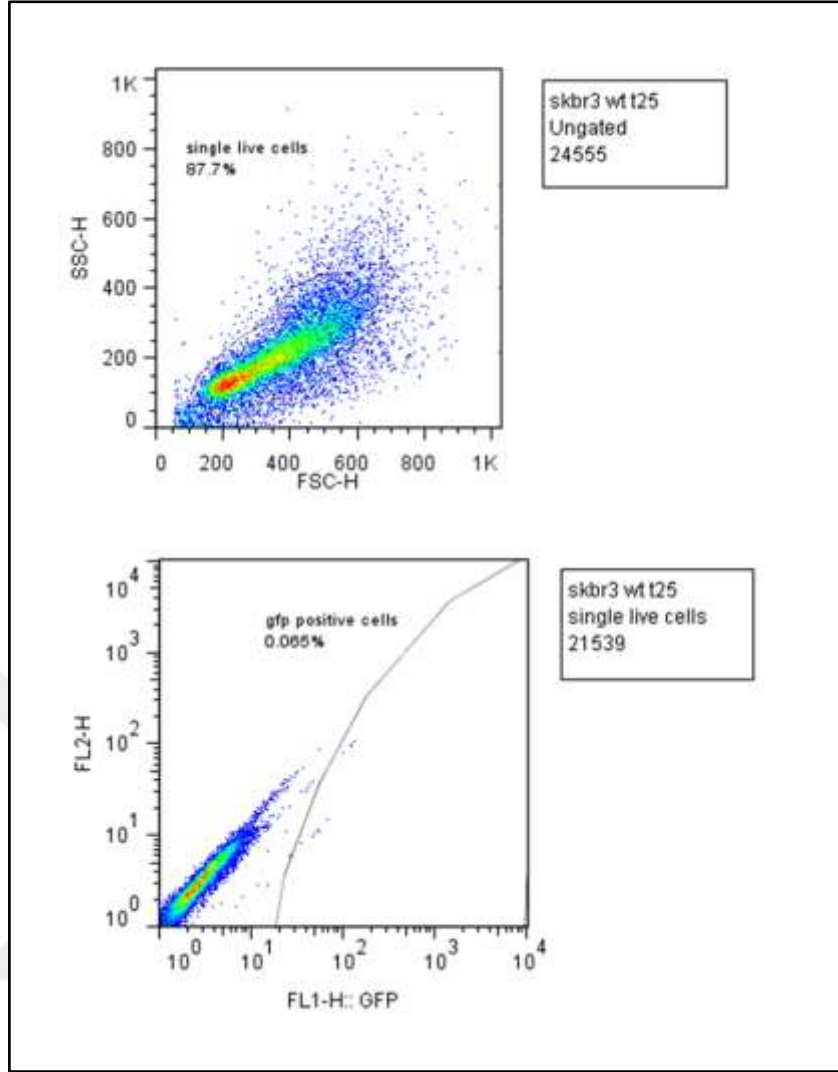 1K
800
600
400
200
0
SSC-H
single live cells
87.7%
0 200 400 600 800 1K
FSC-H
skbr3 wt t25
Ungated
24555
10^4
10^3
10^2
10^1
10^0
FL2-H
gfp positive cells
0.065%
10^0 10^1 10^2 10^3 10^4
FL1-H:: GFP
skbr3 wt t25
single live cells
21539